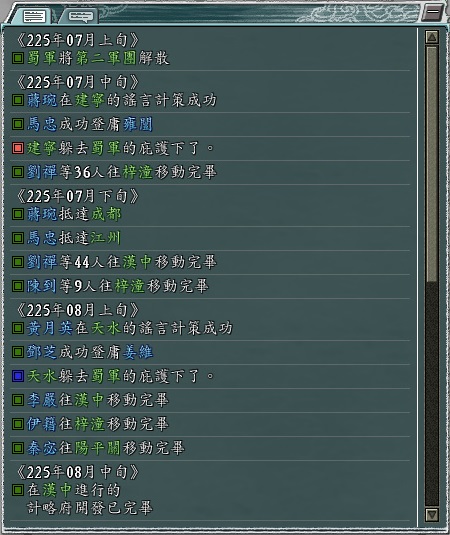 《225年07月上旬》
蜀軍將第二軍團解散
《225年07月中旬》
蔣琬在建寧的謠言計策成功
馬忠成功登庸雍闓
建寧躲去蜀軍的庇護下了。
劉禪等36人往梓潼移動完畢
《225年07月下旬》
蔣琬抵達成都
馬忠抵達江州
劉禪等44人往漢中移動完畢
陳到等9人往梓潼移動完畢
《225年08月上旬》
黃月英在天水的謠言計策成功
鄧芝成功登庸姜維
天水躲去蜀軍的庇護下了。
李嚴往漢中移動完畢
伊籍往梓潼移動完畢
秦宓往陽平關移動完畢
《225年08月中旬》
在漢中進行的
計略府開發已完畢